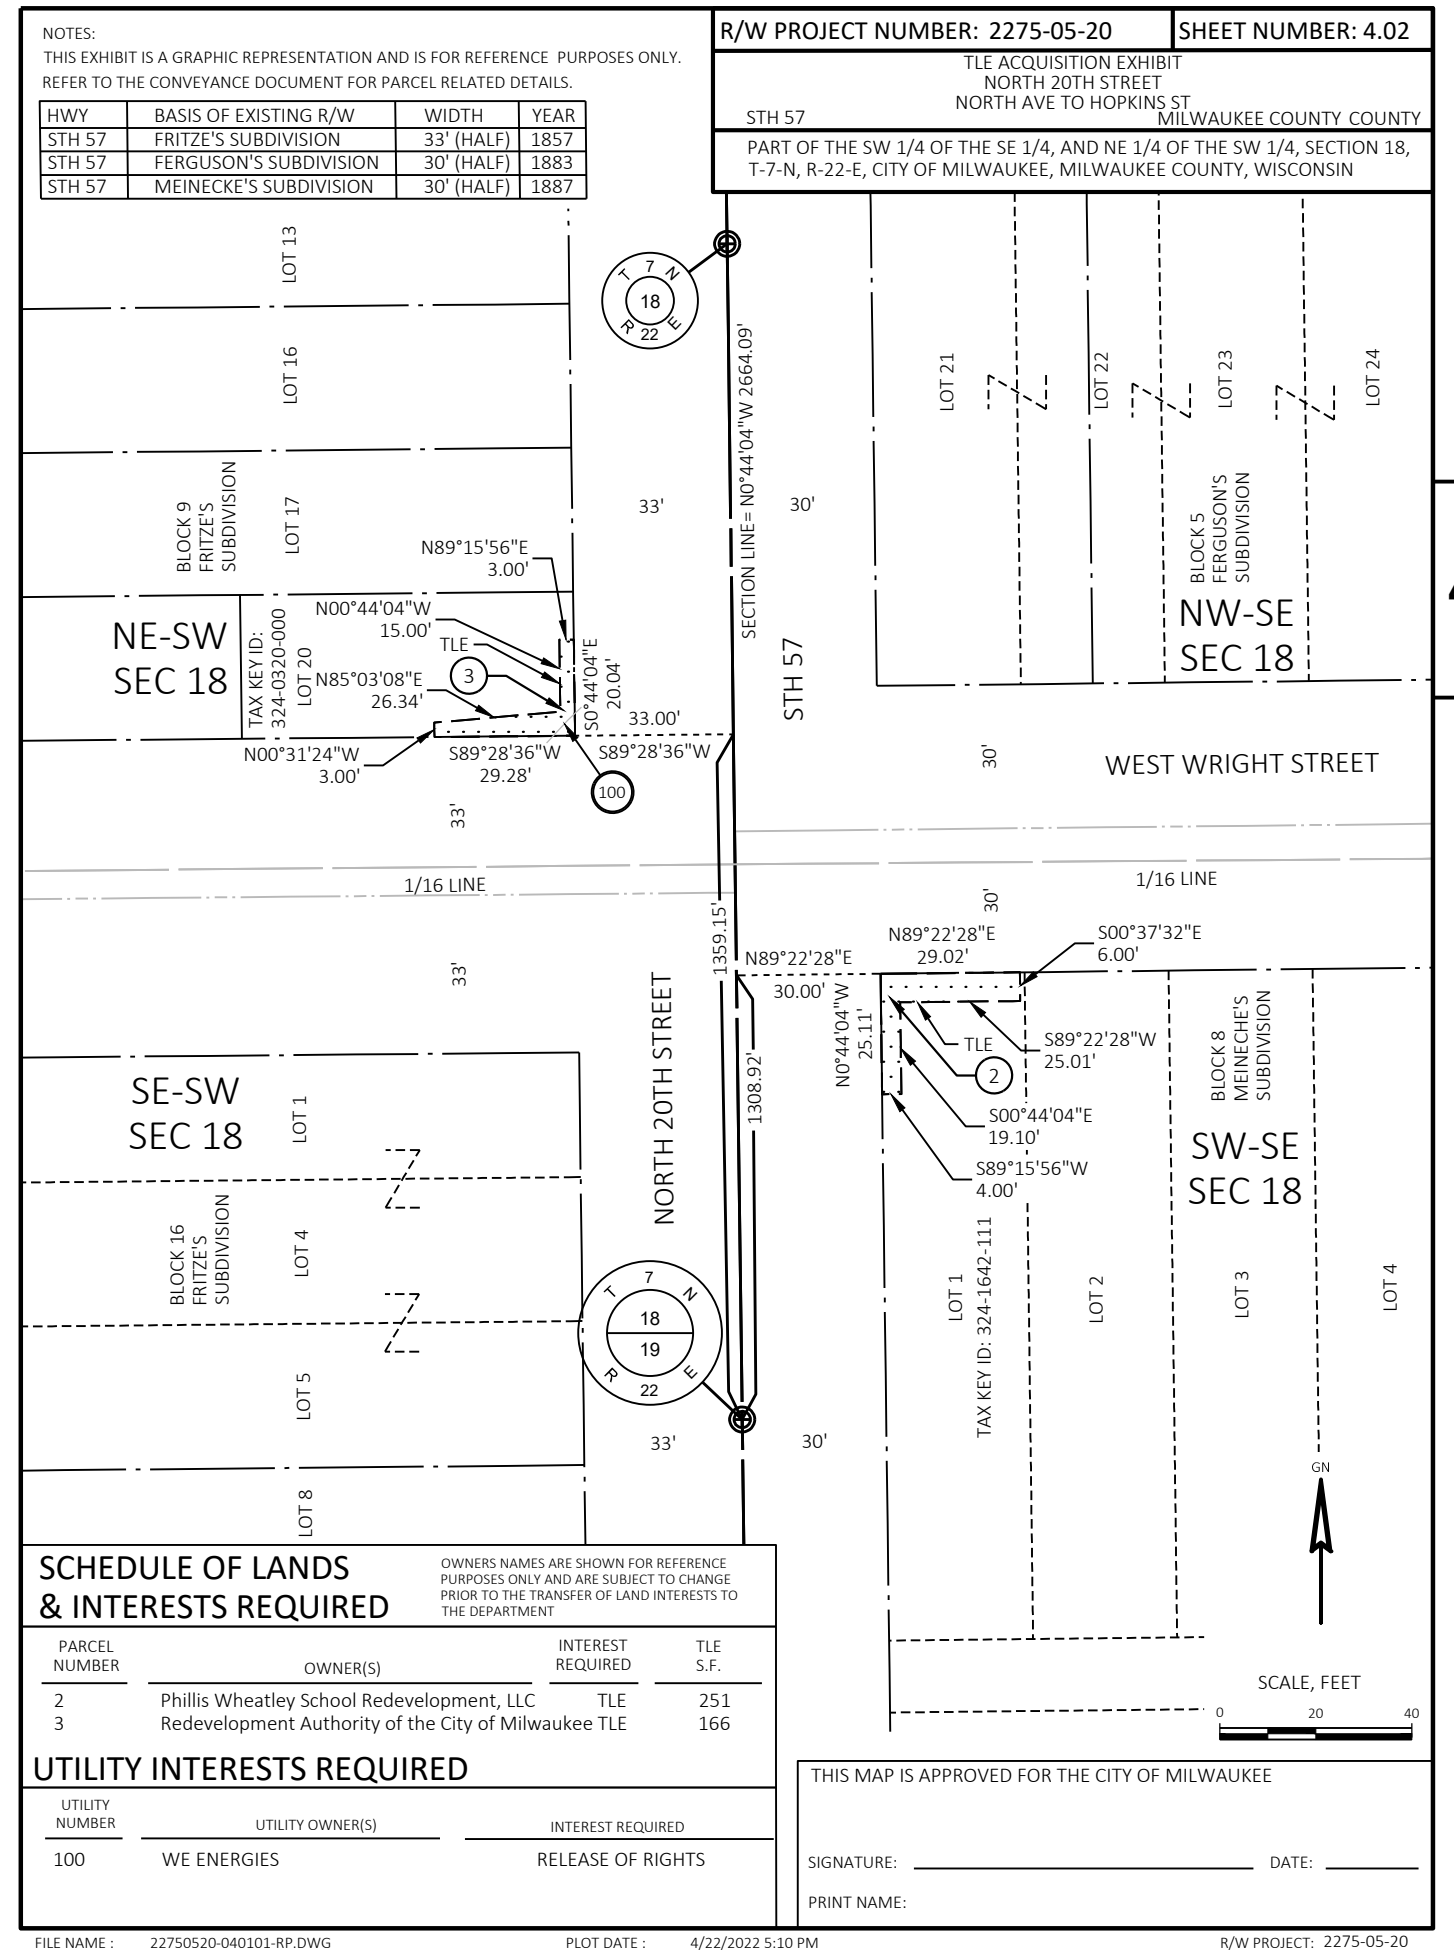 NOTES:
THIS EXHIBIT IS A GRAPHIC REPRESENTATION AND IS FOR REFERENCE PURPOSES ONLY.
REFER TO THE CONVEYANCE DOCUMENT FOR PARCEL RELATED DETAILS.
HWY BASIS OF EXISTING R/W WIDTH YEAR
STH 57 FRITZE'S SUBDIVISION 33' (HALF) 1857
STH 57 FERGUSON'S SUBDIVISION 30' (HALF) 1883
STH 57 MEINECKE'S SUBDIVISION 30' (HALF) 1887
R/W PROJECT NUMBER: 2275-05-20
SHEET NUMBER: 4.02
TLE ACQUISITION EXHIBIT
NORTH 20TH STREET
NORTH AVE TO HOPKINS ST
STH 57
MILWAUKEE COUNTY COUNTY
PART OF THE SW 1/4 OF THE SE 1/4, AND NE 1/4 OF THE SW 1/4, SECTION 18,
T-7-N, R-22-E, CITY OF MILWAUKEE, MILWAUKEE COUNTY, WISCONSIN
LOT 13
LOT 16
LOT 17
BLOCK 9
FRITZE'S
SUBDIVISION
T 7 N
18
R 22 E
SECTION LINE= N0°44'04"W 2664.09'
33'
30'
LOT 21
LOT 22
LOT 23
LOT 24
BLOCK 5
FERGUSON'S
SUBDIVISION
NW-SE
SEC 18
4
NE-SW
SEC 18
TAX KEY ID:
324-0320-000
LOT 20
N89°15'56"E
3.00'
N00°44'04"W
15.00'
TLE
3
N85°03'08"E
26.34'
S0°44'04"E
20.04'
33.00'
S89°28'36"W
N00°31'24"W
3.00'
S89°28'36"W
29.28'
100
STH 57
33'
30'
WEST WRIGHT STREET
1/16 LINE
1/16 LINE
30'
33'
1359.15'
N89°22'28"E
30.00'
N89°22'28"E
29.02'
S00°37'32"E
6.00'
N0°44'04"W
25.11'
TLE
2
S89°22'28"W
25.01'
S00°44'04"E
19.10'
S89°15'56"W
4.00'
1308.92'
NORTH 20TH STREET
BLOCK 8
MEINECHE'S
SUBDIVISION
SW-SE
SEC 18
SE-SW
SEC 18
LOT 1
LOT 4
LOT 5
LOT 8
BLOCK 16
FRITZE'S
SUBDIVISION
T 7 N
18
19
R 22 E
33'
30'
LOT 1
TAX KEY ID: 324-1642-111
LOT 2
LOT 3
LOT 4
GN
SCALE, FEET
0 20 40
SCHEDULE OF LANDS
& INTERESTS REQUIRED
OWNERS NAMES ARE SHOWN FOR REFERENCE
PURPOSES ONLY AND ARE SUBJECT TO CHANGE
PRIOR TO THE TRANSFER OF LAND INTERESTS TO
THE DEPARTMENT
PARCEL NUMBER OWNER(S) INTEREST REQUIRED TLE S.F.
2 Phillis Wheatley School Redevelopment, LLC TLE 251
3 Redevelopment Authority of the City of Milwaukee TLE 166
UTILITY INTERESTS REQUIRED
UTILITY NUMBER UTILITY OWNER(S) INTEREST REQUIRED
100 WE ENERGIES RELEASE OF RIGHTS
THIS MAP IS APPROVED FOR THE CITY OF MILWAUKEE
SIGNATURE: DATE:
PRINT NAME:
FILE NAME : 22750520-040101-RP.DWG PLOT DATE : 4/22/2022 5:10 PM R/W PROJECT: 2275-05-20